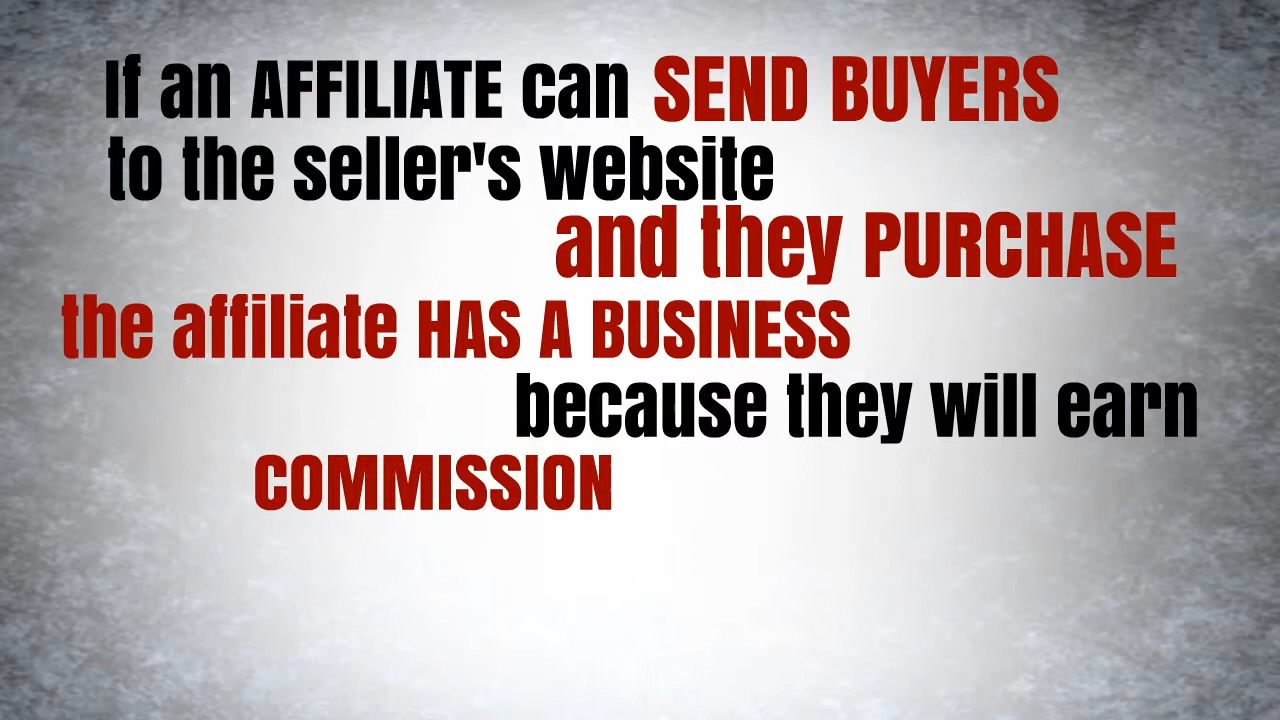 If an AFFILIATE can SEND BUYERS
to the seller's website
and they PURCHASE
the affiliate HAS A BUSINESS
because they will earn
COMMISSION